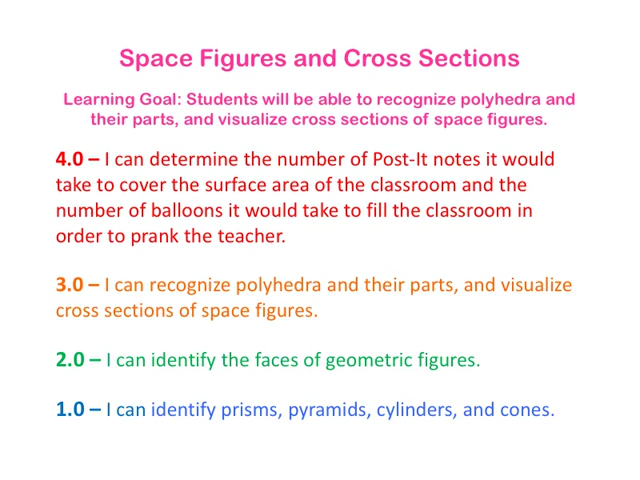 Space Figures and Cross Sections
Learning Goal: Students will be able to recognize polyhedra and
their parts, and visualize cross sections of space figures.
4.0 – I can determine the number of Post-It notes it would
take to cover the surface area of the classroom and the
number of balloons it would take to fill the classroom in
order to prank the teacher.
3.0 – I can recognize polyhedra and their parts, and visualize
cross sections of space figures.
2.0 – I can identify the faces of geometric figures.
1.0 – I can identify prisms, pyramids, cylinders, and cones.